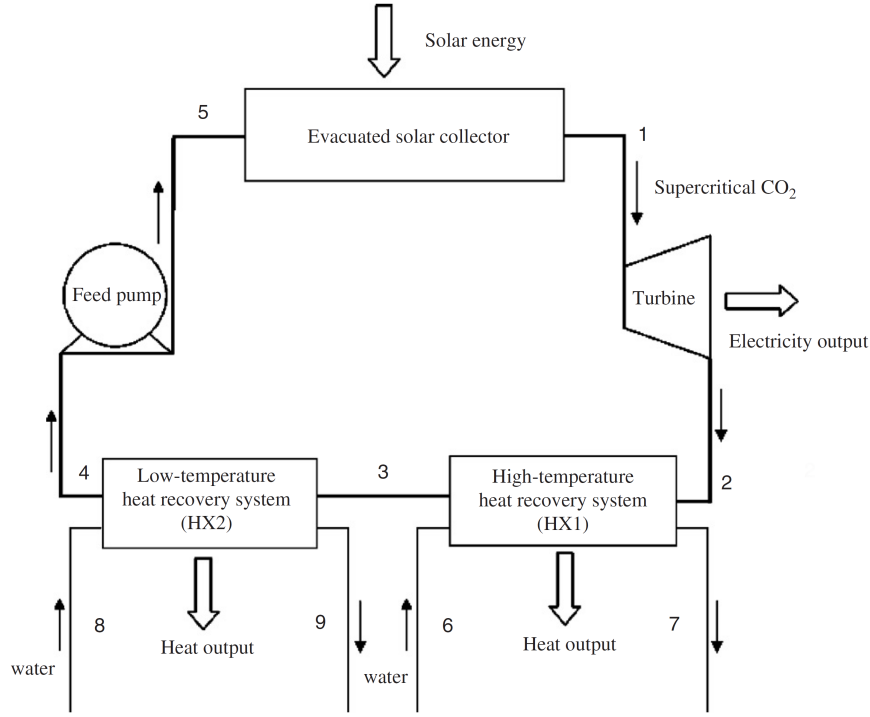 Solar energy
5
Evacuated solar collector
1
Supercritical CO₂
Feed pump
Turbine
Electricity output
4
Low-temperature
heat recovery system
(HX2)
3
High-temperature
heat recovery system
(HX1)
2
8
9
6
7
Heat output
Heat output
water
water